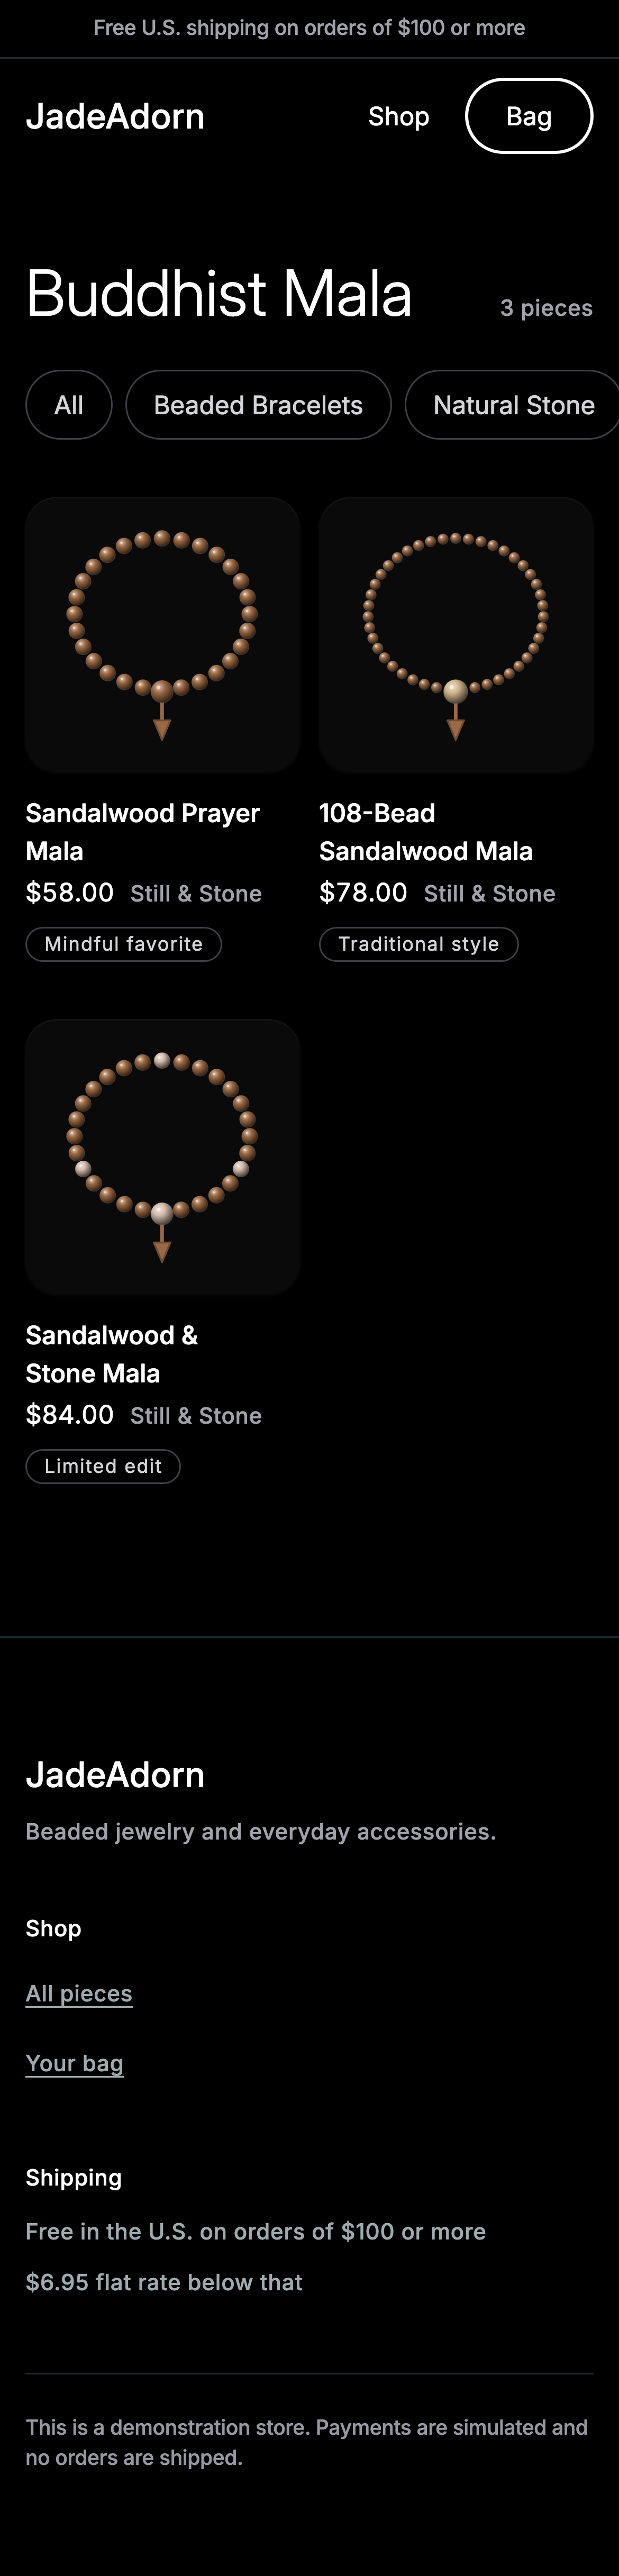 Free U.S. shipping on orders of $100 or more
JadeAdorn
Shop
Bag
Buddhist Mala
3 pieces
All
Beaded Bracelets
Natural Stone
Sandalwood Prayer
Mala
$58.00 Still & Stone
Mindful favorite
108-Bead
Sandalwood Mala
$78.00 Still & Stone
Traditional style
Sandalwood &
Stone Mala
$84.00 Still & Stone
Limited edit
JadeAdorn
Beaded jewelry and everyday accessories.
Shop
All pieces
Your bag
Shipping
Free in the U.S. on orders of $100 or more
$6.95 flat rate below that
This is a demonstration store. Payments are simulated and
no orders are shipped.